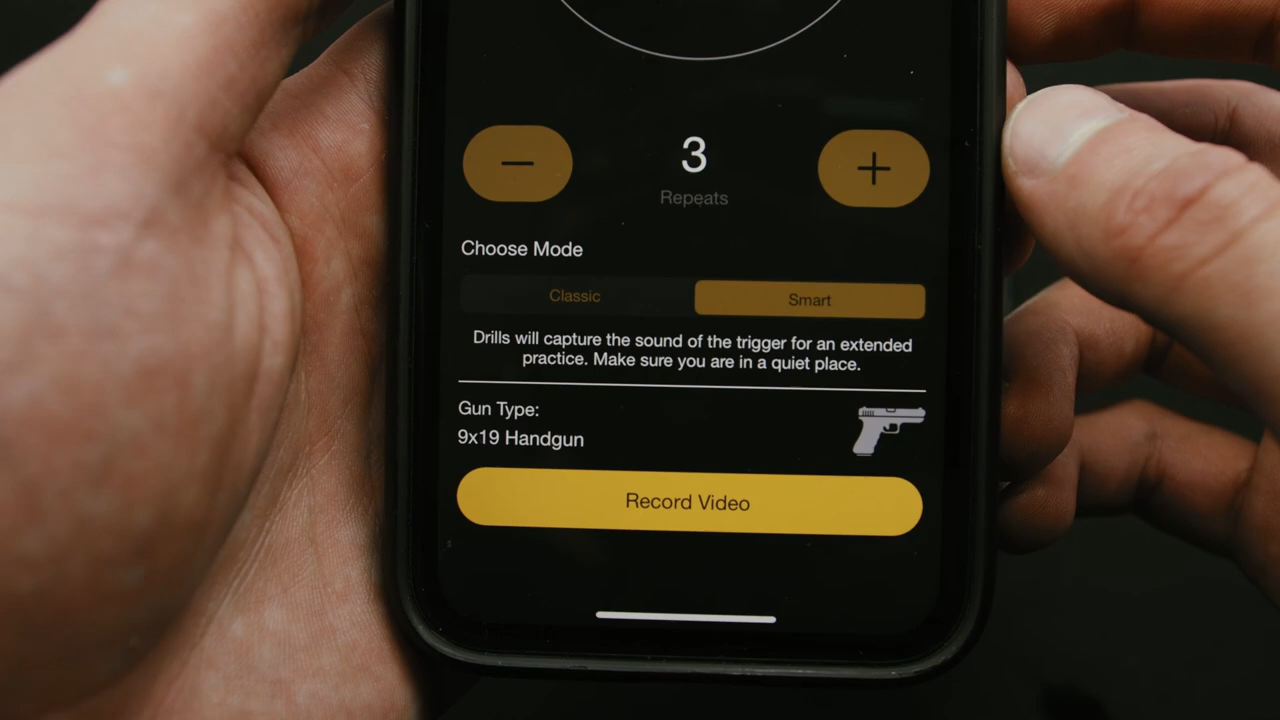 3
Repeats
Choose Mode
Classic
Smart
Drills will capture the sound of the trigger for an extended
practice. Make sure you are in a quiet place.
Gun Type:
9x19 Handgun
Record Video